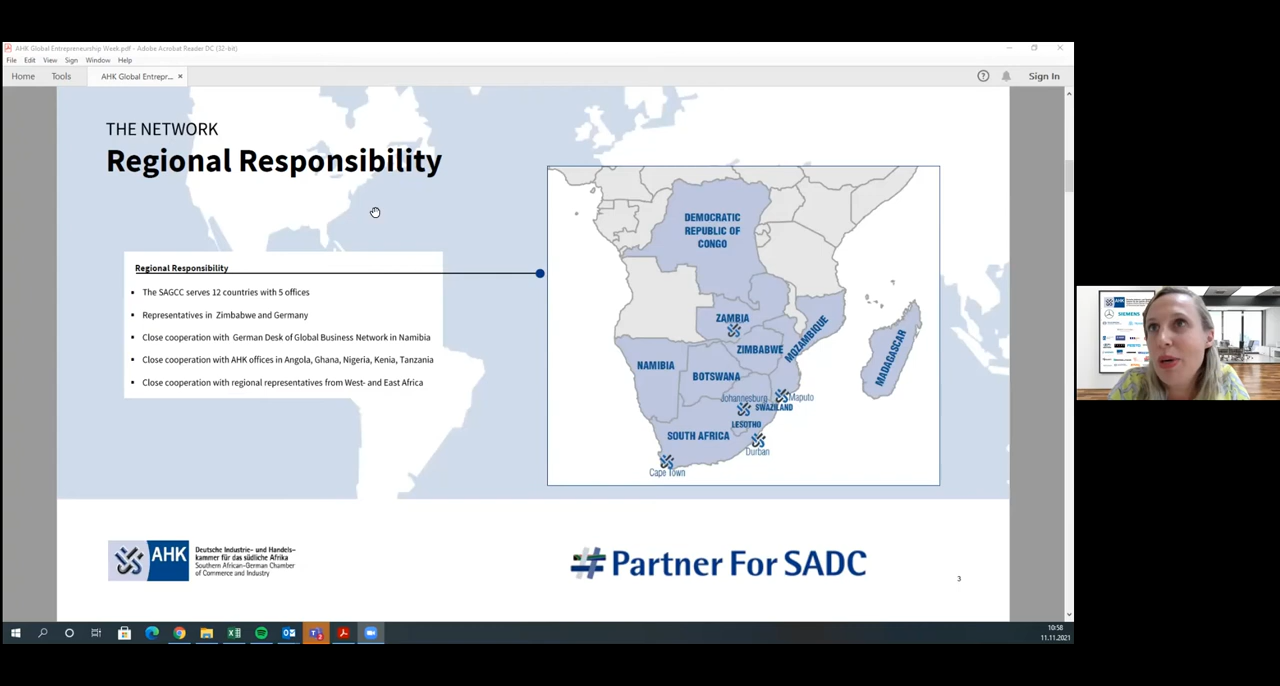 AHK Global Entrepreneurship Week.pdf - Adobe Acrobat Reader DC (32-bit)
File Edit View Sign Window Help
Home Tools AHK Global Entrepr... × Sign In
THE NETWORK
Regional Responsibility
Regional Responsibility
The SAGCC serves 12 countries with 5 offices
Representatives in Zimbabwe and Germany
Close cooperation with German Desk of Global Business Network in Namibia
Close cooperation with AHK offices in Angola, Ghana, Nigeria, Kenia, Tanzania
Close cooperation with regional representatives from West- and East Africa
DEMOCRATIC
REPUBLIC OF
CONGO
ZAMBIA
ZIMBABWE
MOZAMBIQUE
MADAGASCAR
NAMIBIA
BOTSWANA
Johannesburg
Maputo
SWAZILAND
LESOTHO
SOUTH AFRICA
Durban
Cape Town
AHK
Deutsche Industrie- und Handels-
kammer für das südliche Afrika
Southern African-German Chamber
of Commerce and Industry
# Partner For SADC
3
10:58
11.11.2021
AHK
SIEMENS